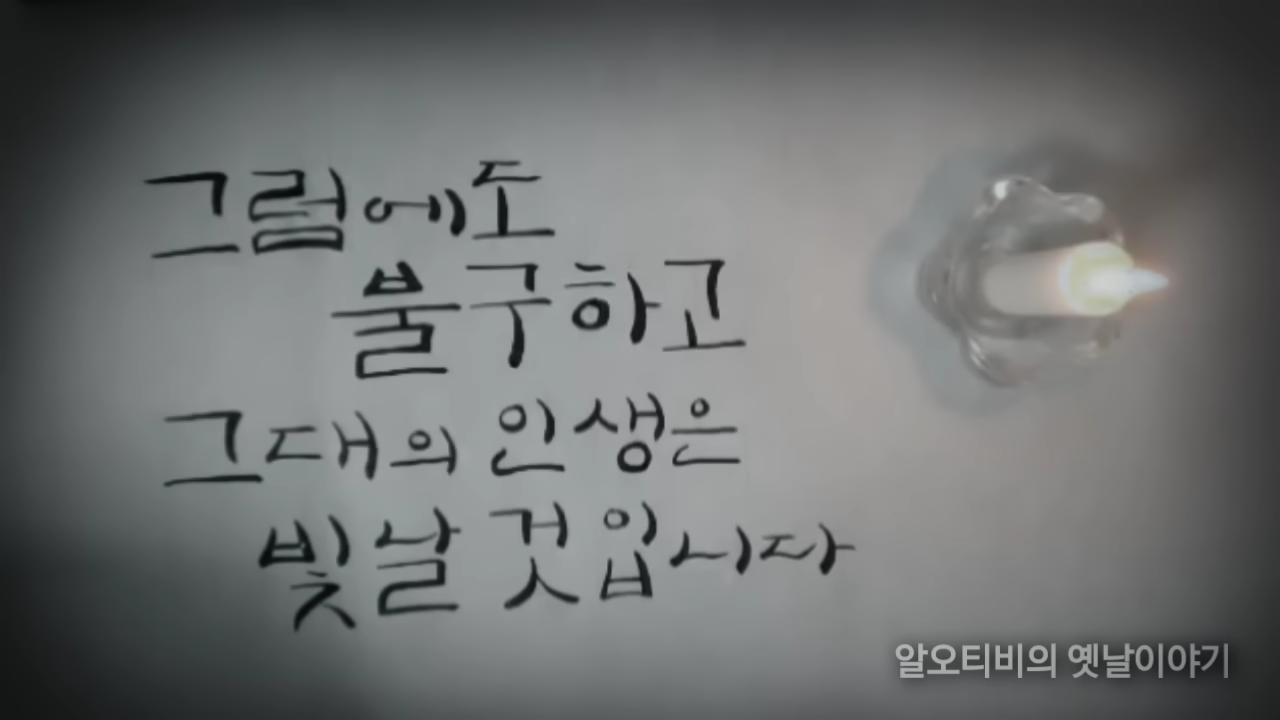 그럼에도
불구하고
그대의 인생은
빛날 것입니다
알오티비의 옛날이야기